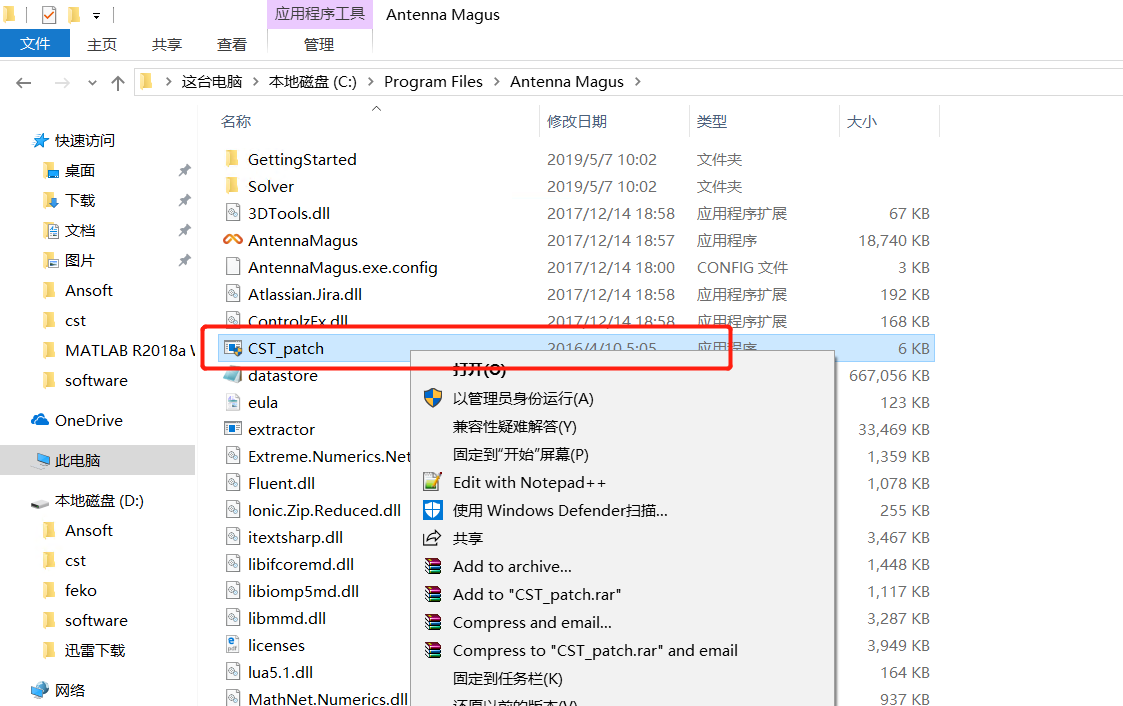 应用程序工具 Antenna Magus
文件 主页 共享 查看 管理
这台电脑 本地磁盘 (C:) Program Files Antenna Magus
名称 修改日期 类型 大小
快速访问
桌面
下载
文档
图片
Ansoft
cst
MATLAB R2018a W
software
OneDrive
此电脑
本地磁盘 (D:)
Ansoft
cst
feko
software
迅雷下载
网络
GettingStarted 2019/5/7 10:02 文件夹
Solver 2019/5/7 10:02 文件夹
3DTools.dll 2017/12/14 18:58 应用程序扩展 67 KB
AntennaMagus 2017/12/14 18:57 应用程序 18,740 KB
AntennaMagus.exe.config 2017/12/14 18:00 CONFIG 文件 3 KB
Atlassian.Jira.dll 2017/12/14 18:58 应用程序扩展 192 KB
ControlzEx.dll 2017/12/14 18:58 应用程序扩展 168 KB
CST_patch 2016/4/10 5:05 应用程序 6 KB
datastore 667,056 KB
eula 123 KB
extractor 33,469 KB
Extreme.Numerics.Net 1,359 KB
Fluent.dll 1,078 KB
Ionic.Zip.Reduced.dll 255 KB
itextsharp.dll 3,467 KB
libifcoremd.dll 1,448 KB
libiomp5md.dll 1,117 KB
libmmd.dll 3,287 KB
licenses 3,949 KB
lua5.1.dll 164 KB
MathNet.Numerics.dll 937 KB
打开(O)
以管理员身份运行(A)
兼容性疑难解答(Y)
固定到“开始”屏幕(P)
Edit with Notepad++
使用 Windows Defender扫描...
共享
Add to archive...
Add to "CST_patch.rar"
Compress and email...
Compress to "CST_patch.rar" and email
固定到任务栏(K)
还原以前的版本(V)